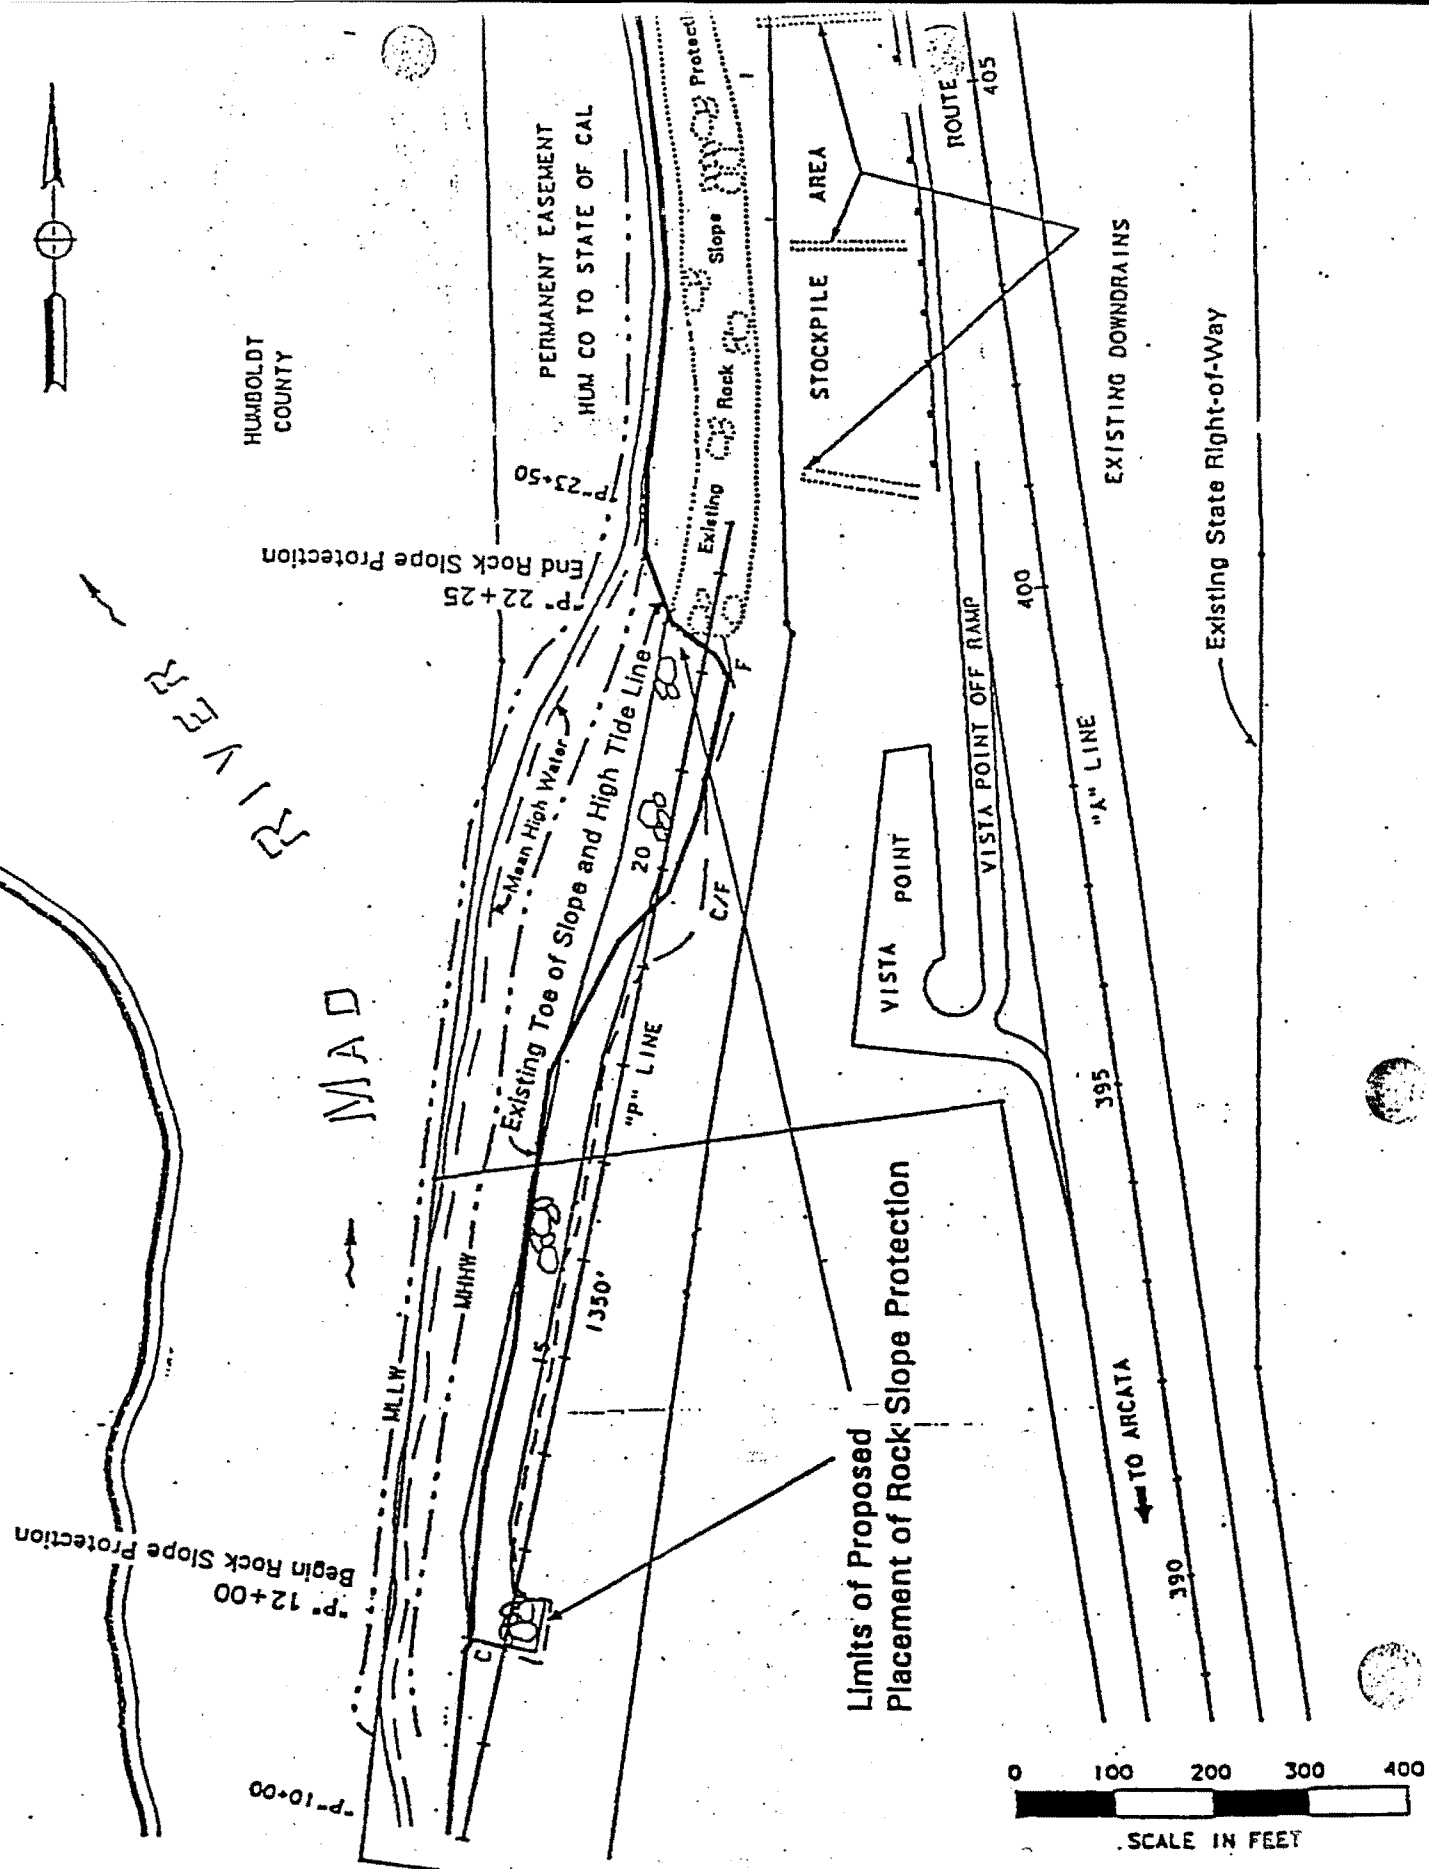 HUMBOLDT
COUNTY
PERMANENT EASEMENT
HUM CO TO STATE OF CAL
"P" 23+50
"P" 22+25
End Rock Slope Protection
Existing Rock Slope Protecti
STOCKPILE AREA
ROUTE
405
EXISTING DOWNDRAINS
Existing State Right-of-Way
400
MAD RIVER
Mean High Water
Existing Toe of Slope and High Tide Line
F
20
C/F
"P" LINE
VISTA POINT
VISTA POINT OFF RAMP
"A" LINE
395
MHHW
MLLW
1350'
15
"P" 12+00
Begin Rock Slope Protection
C
Limits of Proposed
Placement of Rock Slope Protection
TO ARCATA
390
"P" 10+00
0 100 200 300 400
SCALE IN FEET